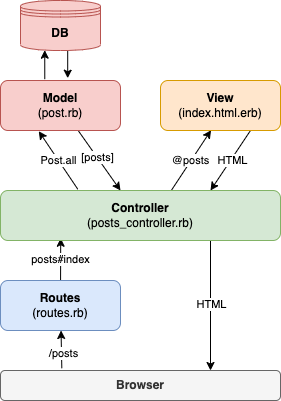 DB
Model
(post.rb)
View
(index.html.erb)
Post.all
[posts]
@posts
HTML
Controller
(posts_controller.rb)
posts#index
Routes
(routes.rb)
HTML
/posts
Browser